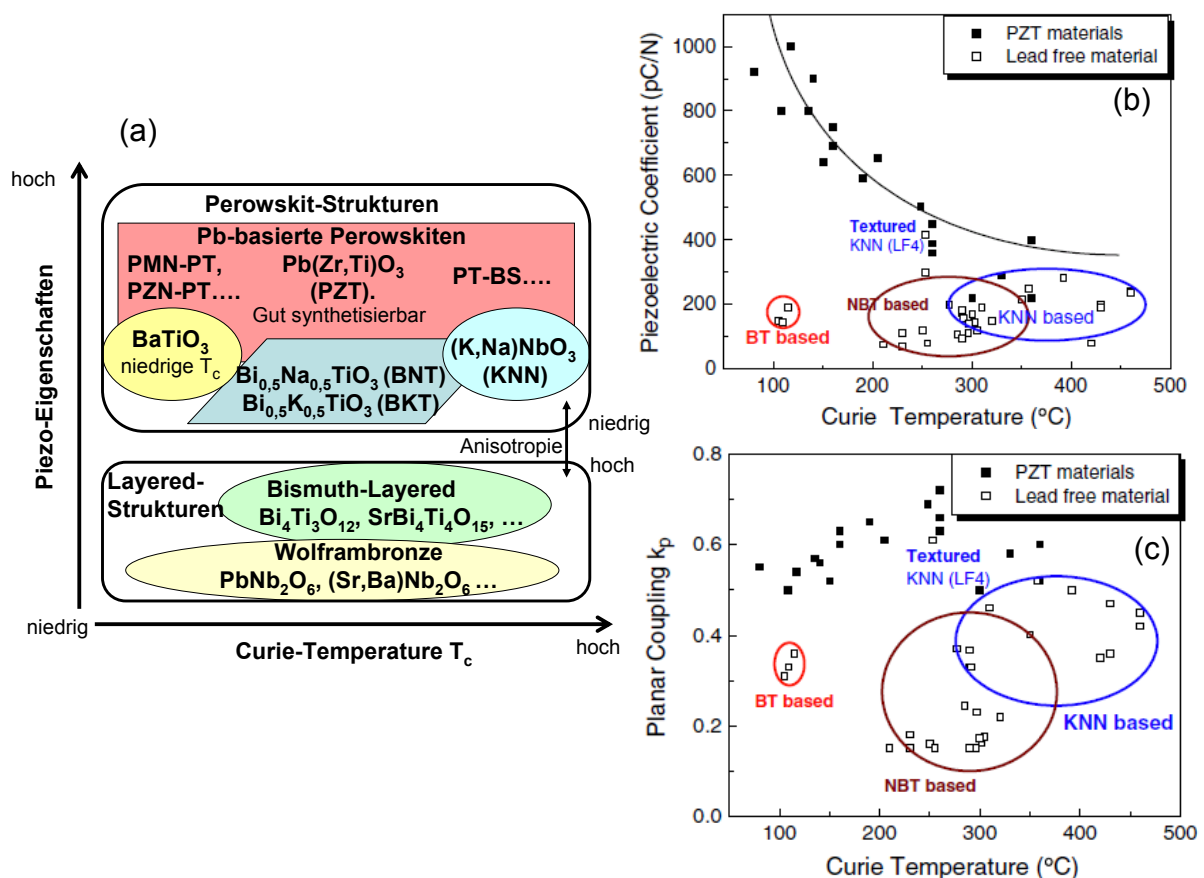 (a)
hoch
Piezo-Eigenschaften
niedrig
Perowskit-Strukturen
Pb-basierte Perowskiten
PMN-PT,
PZN-PT....
Pb(Zr,Ti)O3
(PZT).
PT-BS....
Gut synthetisierbar
BaTiO3
niedrige Tc
(K,Na)NbO3
(KNN)
Bi0,5Na0,5TiO3 (BNT)
Bi0,5K0,5TiO3 (BKT)
niedrig
Anisotropie
hoch
Layered-
Strukturen
Bismuth-Layered
Bi4Ti3O12, SrBi4Ti4O15, ...
Wolframbronze
PbNb2O6, (Sr,Ba)Nb2O6 ...
Curie-Temperature Tc
hoch
(b)
PZT materials
Lead free material
Piezoelectric Coefficient (pC/N)
1000
800
600
400
200
0
Textured
KNN (LF4)
NBT based
KNN based
BT based
100 200 300 400 500
Curie Temperature (ºC)
(c)
PZT materials
Lead free material
Planar Coupling kp
0.8
0.6
0.4
0.2
0.0
Textured
KNN (LF4)
BT based
KNN based
NBT based
100 200 300 400 500
Curie Temperature (ºC)